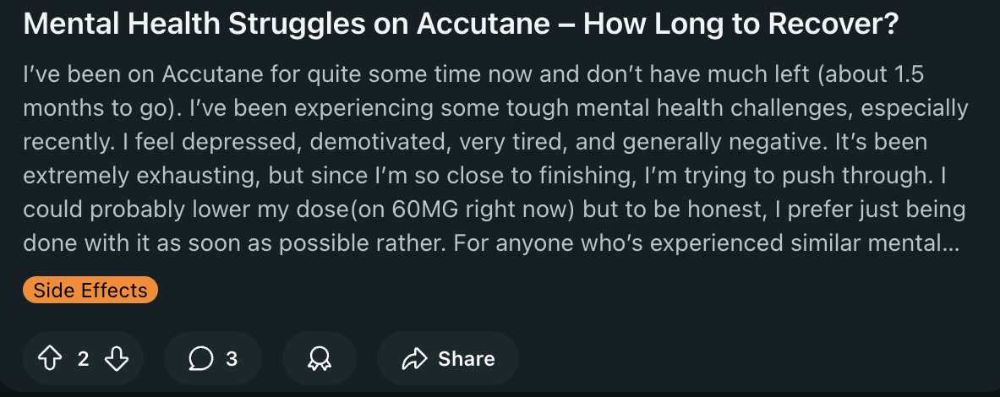 Mental Health Struggles on Accutane – How Long to Recover?
I’ve been on Accutane for quite some time now and don’t have much left (about 1.5
months to go). I’ve been experiencing some tough mental health challenges, especially
recently. I feel depressed, demotivated, very tired, and generally negative. It’s been
extremely exhausting, but since I’m so close to finishing, I’m trying to push through. I
could probably lower my dose(on 60MG right now) but to be honest, I prefer just being
done with it as soon as possible rather. For anyone who’s experienced similar mental...
Side Effects
2
3
Share